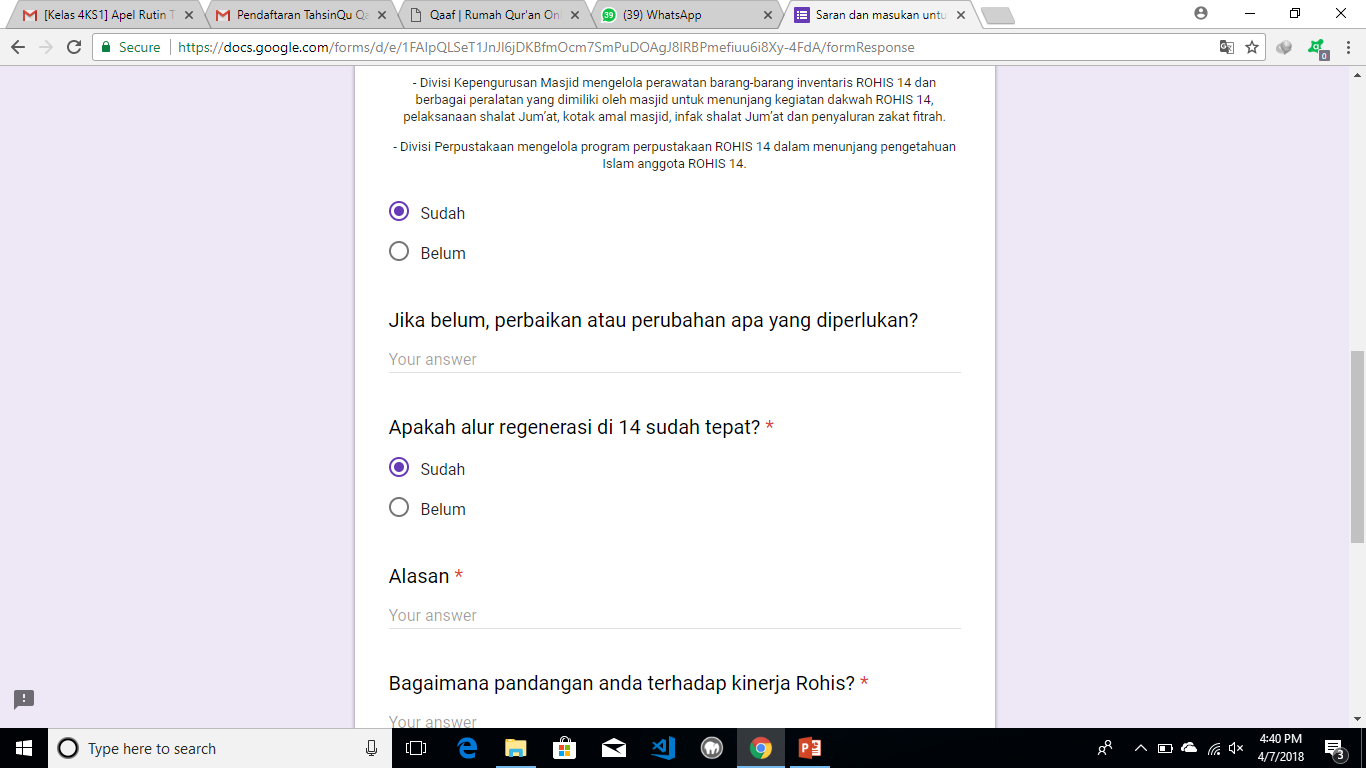 [Kelas 4KS1] Apel Rutin T
Pendaftaran TahsinQu Qa
Qaaf | Rumah Qur'an On
39
(39) WhatsApp
Saran dan masukan untu
Secure
https://docs.google.com/forms/d/e/1FAIpQLSeT1JnJI6jDKBfmOcm7SmPuDOAgJ8IRBPmefiuu6i8Xy-4FdA/formResponse
0
- Divisi Kepengurusan Masjid mengelola perawatan barang-barang inventaris ROHIS 14 dan
berbagai peralatan yang dimiliki oleh masjid untuk menunjang kegiatan dakwah ROHIS 14,
pelaksanaan shalat Jum’at, kotak amal masjid, infak shalat Jum’at dan penyaluran zakat fitrah.
- Divisi Perpustakaan mengelola program perpustakaan ROHIS 14 dalam menunjang pengetahuan
Islam anggota ROHIS 14.
Sudah
Belum
Jika belum, perbaikan atau perubahan apa yang diperlukan?
Your answer
Apakah alur regenerasi di 14 sudah tepat? *
Sudah
Belum
Alasan *
Your answer
Bagaimana pandangan anda terhadap kinerja Rohis? *
Your answer
Type here to search
4:40 PM
4/7/2018
3